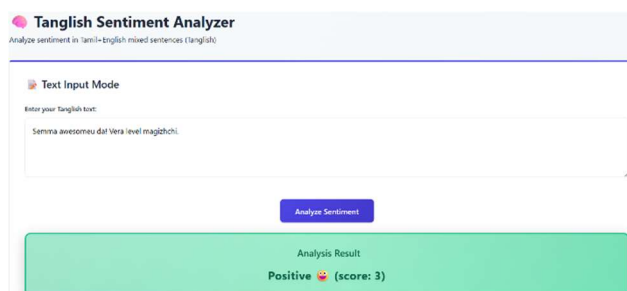 🧠 Tanglish Sentiment Analyzer
Analyze sentiment in Tamil+English mixed sentences (Tanglish)
📝 Text Input Mode
Enter your Tanglish text:
Semma awesomeu da! Vera level magizhchi.
Analyze Sentiment
Analysis Result
Positive 😀 (score: 3)